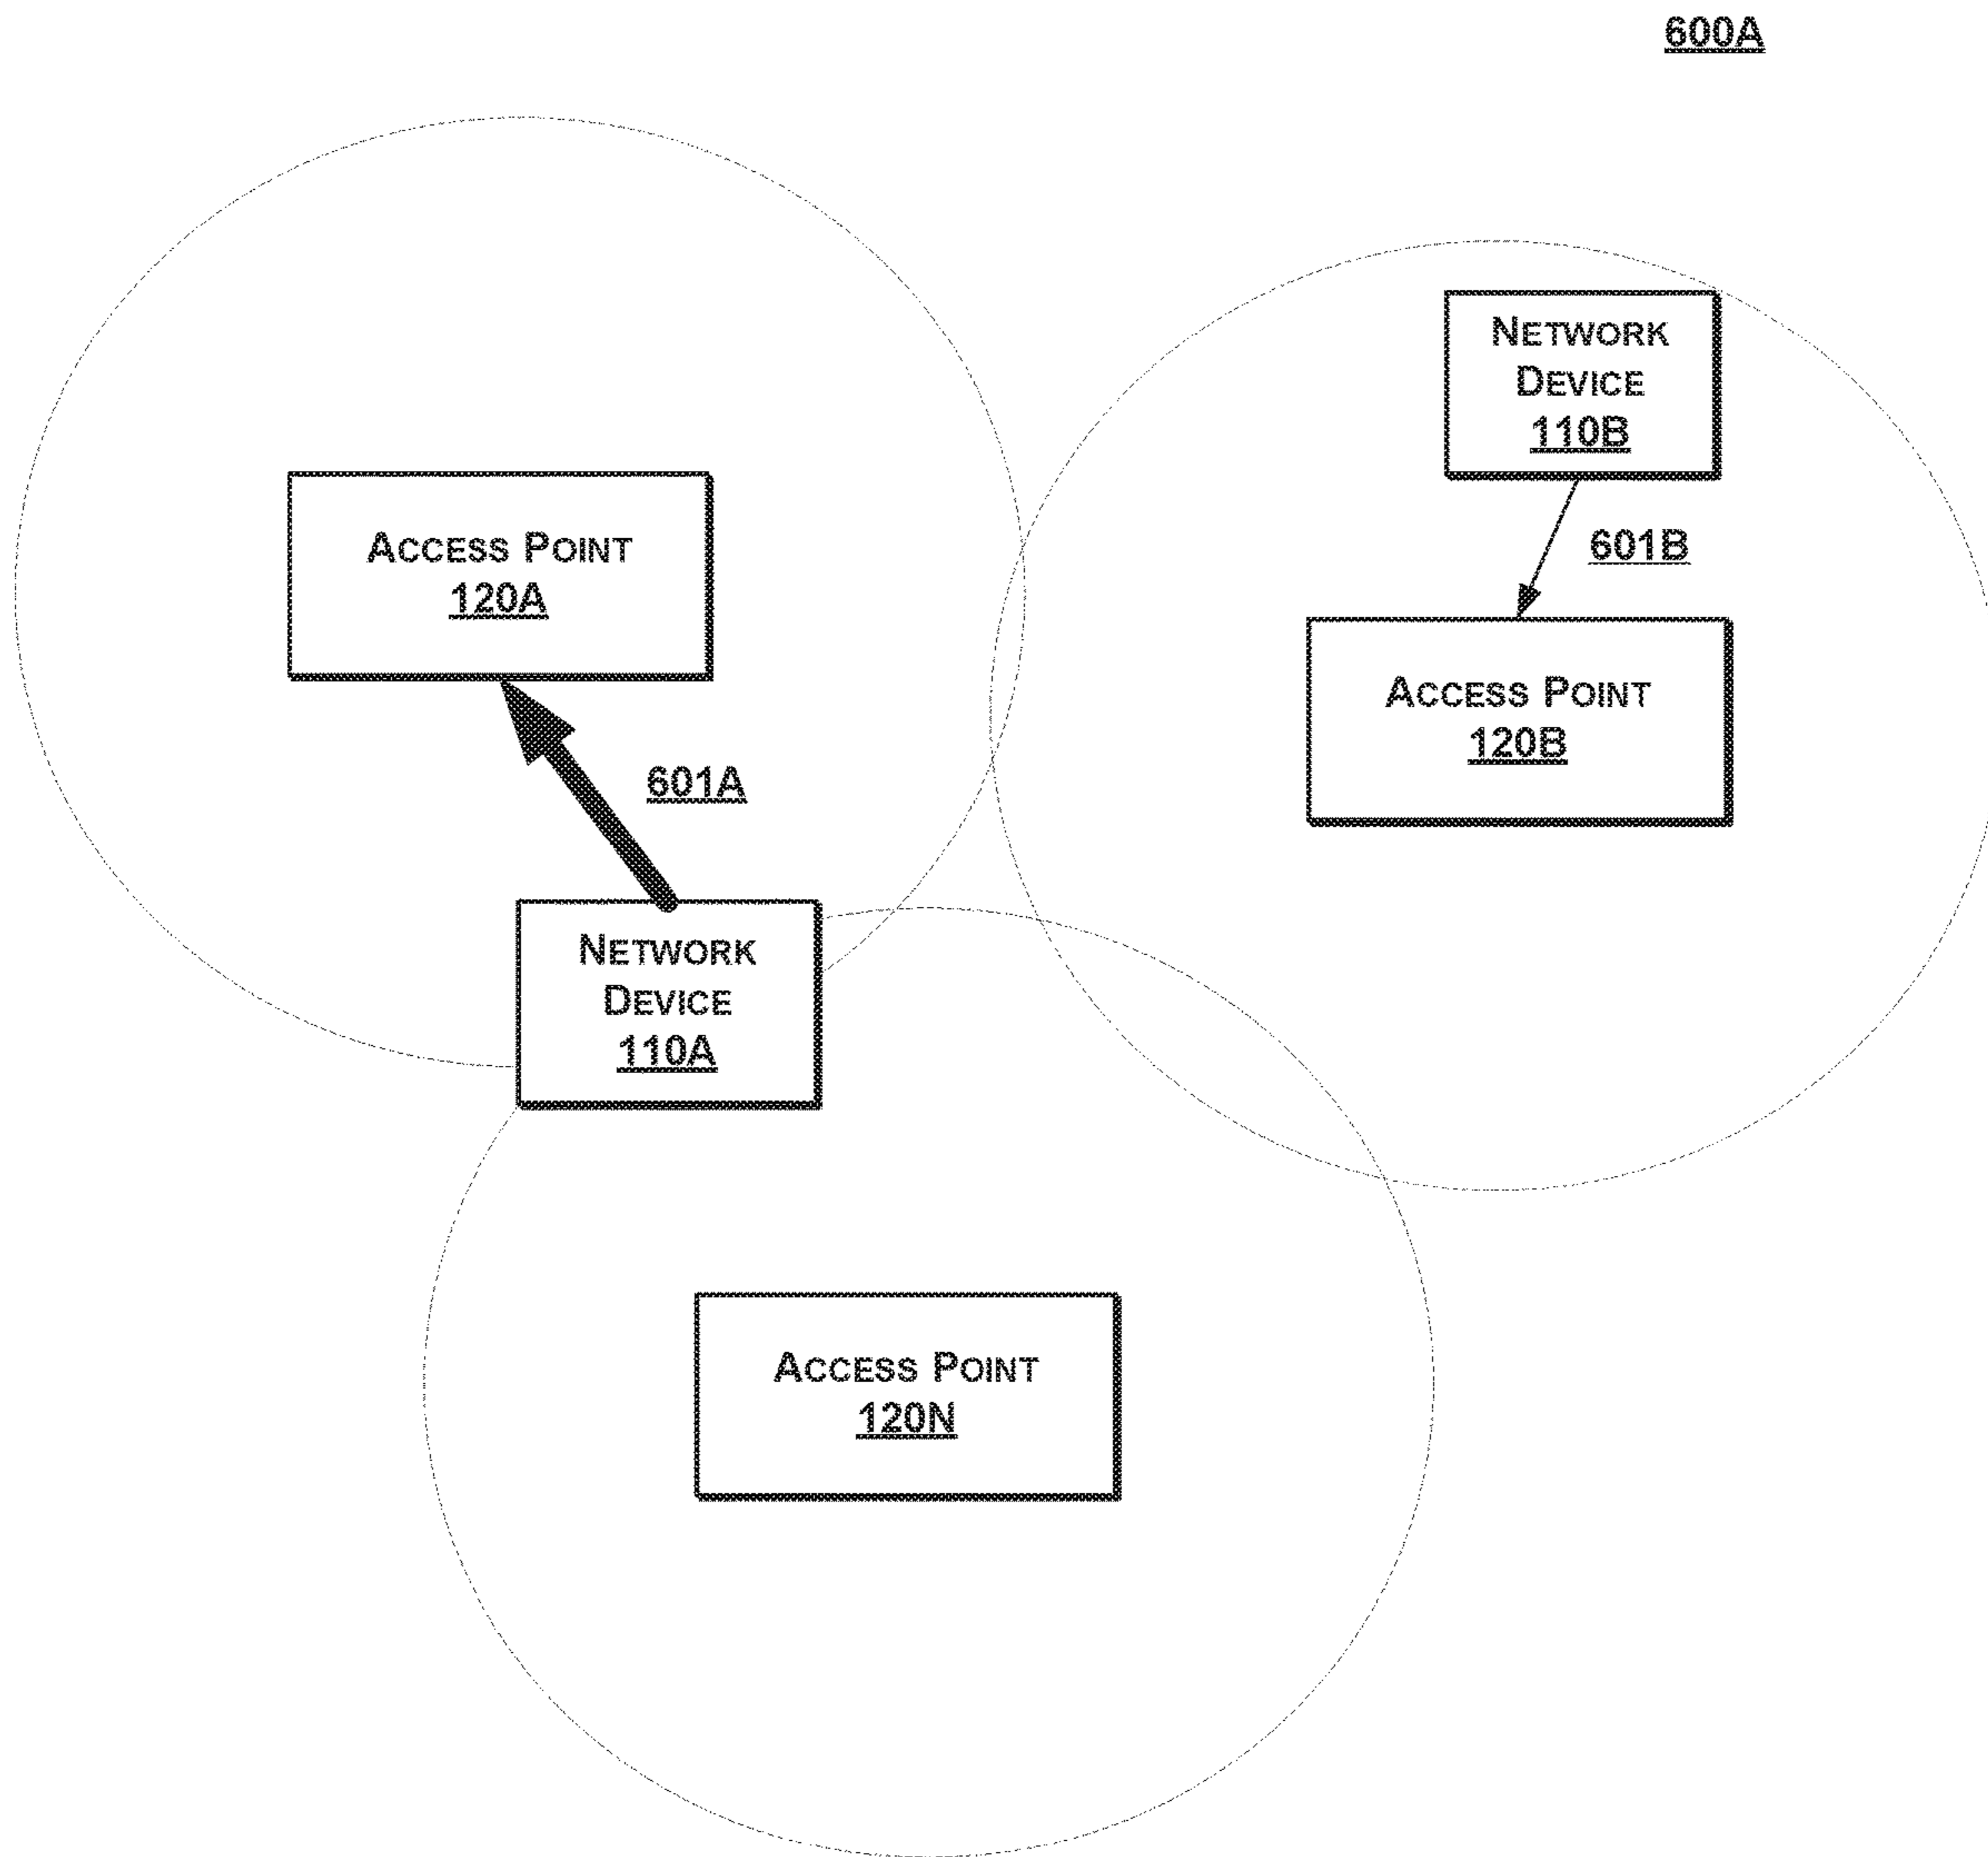 600A
NETWORK
DEVICE
110B
601B
ACCESS POINT
120A
ACCESS POINT
120B
601A
NETWORK
DEVICE
110A
ACCESS POINT
120N